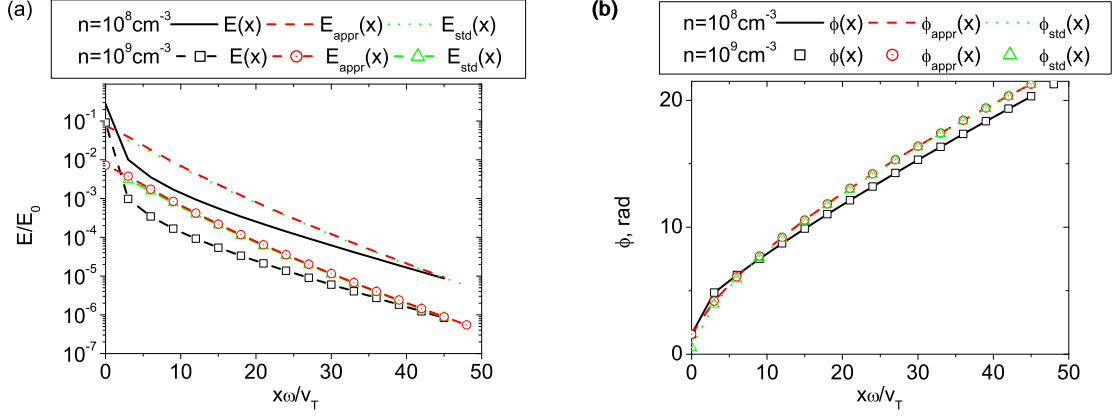 (a)
n=10⁸cm⁻³ E(x) E_appr(x) E_std(x)
n=10⁹cm⁻³ E(x) E_appr(x) E_std(x)
10⁻¹
10⁻²
10⁻³
10⁻⁴
10⁻⁵
10⁻⁶
10⁻⁷
E/E₀
0 10 20 30 40 50
xω/v_T
(b)
n=10⁸cm⁻³ ϕ(x) ϕ_appr(x) ϕ_std(x)
n=10⁹cm⁻³ ϕ(x) ϕ_appr(x) ϕ_std(x)
20
10
0
ϕ, rad
0 10 20 30 40 50
xω/v_T